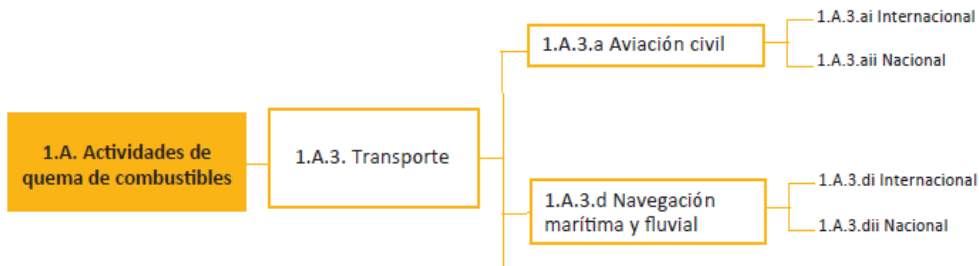 1.A. Actividades de
quema de combustibles
1.A.3. Transporte
1.A.3.a Aviación civil
1.A.3.ai Internacional
1.A.3.aii Nacional
1.A.3.d Navegación
marítima y fluvial
1.A.3.di Internacional
1.A.3.dii Nacional